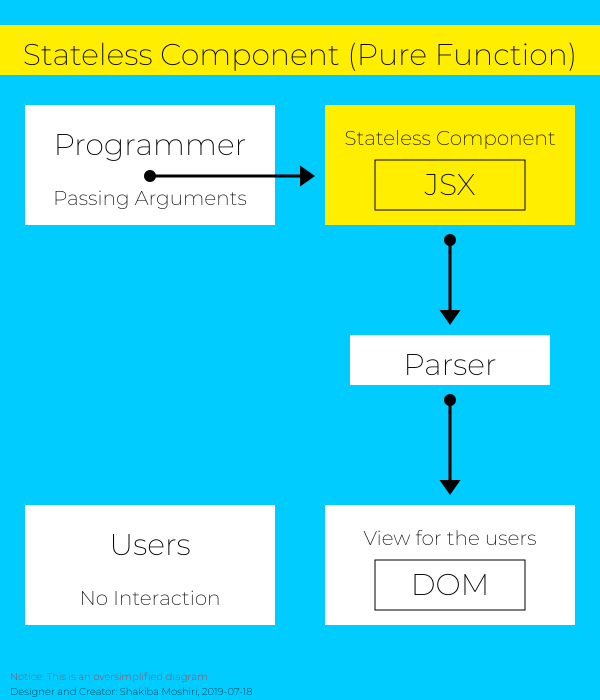 Stateless Component (Pure Function)
Programmer
Passing Arguments
Stateless Component
JSX
Parser
Users
No Interaction
View for the users
DOM
Notice: This is an oversimplified diagram
Designer and Creator: Shakiba Moshiri, 2019-07-18